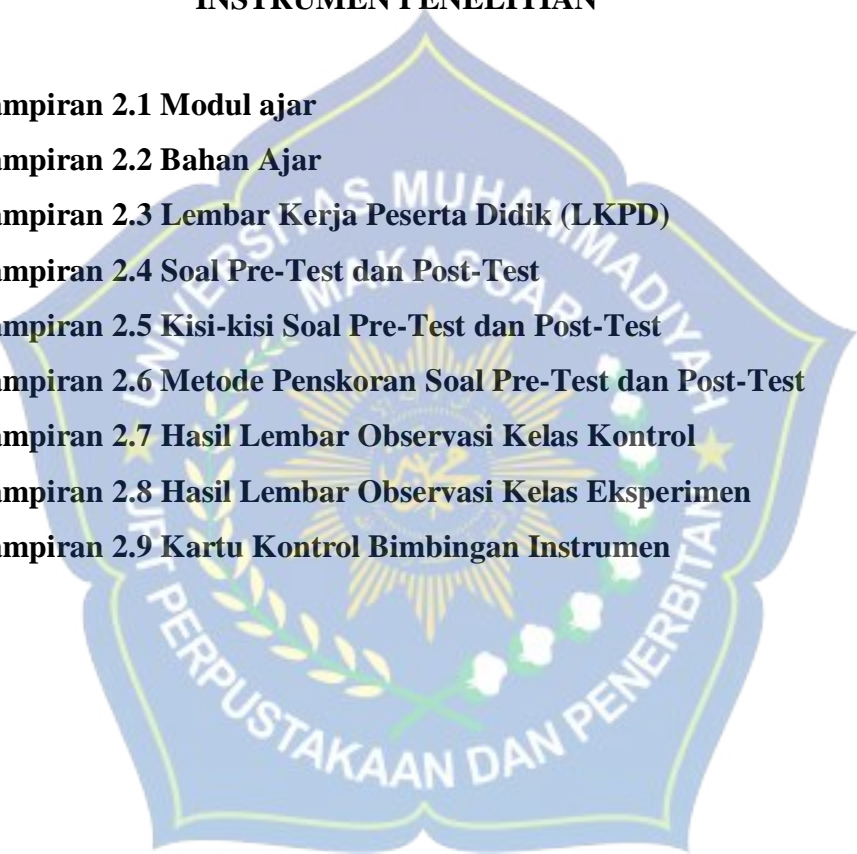 INSTRUMEN PENELITIAN
ampiran 2.1 Modul ajar
ampiran 2.2 Bahan Ajar
ampiran 2.3 Lembar Kerja Peserta Didik (LKPD)
ampiran 2.4 Soal Pre-Test dan Post-Test
ampiran 2.5 Kisi-kisi Soal Pre-Test dan Post-Test
ampiran 2.6 Metode Penskoran Soal Pre-Test dan Post-Test
ampiran 2.7 Hasil Lembar Observasi Kelas Kontrol
ampiran 2.8 Hasil Lembar Observasi Kelas Eksperimen
ampiran 2.9 Kartu Kontrol Bimbingan Instrumen
UNIVERSITAS MUHAMMADIYAH
MAKASSAR
UPT PERPUSTAKAAN DAN PENERBITAN